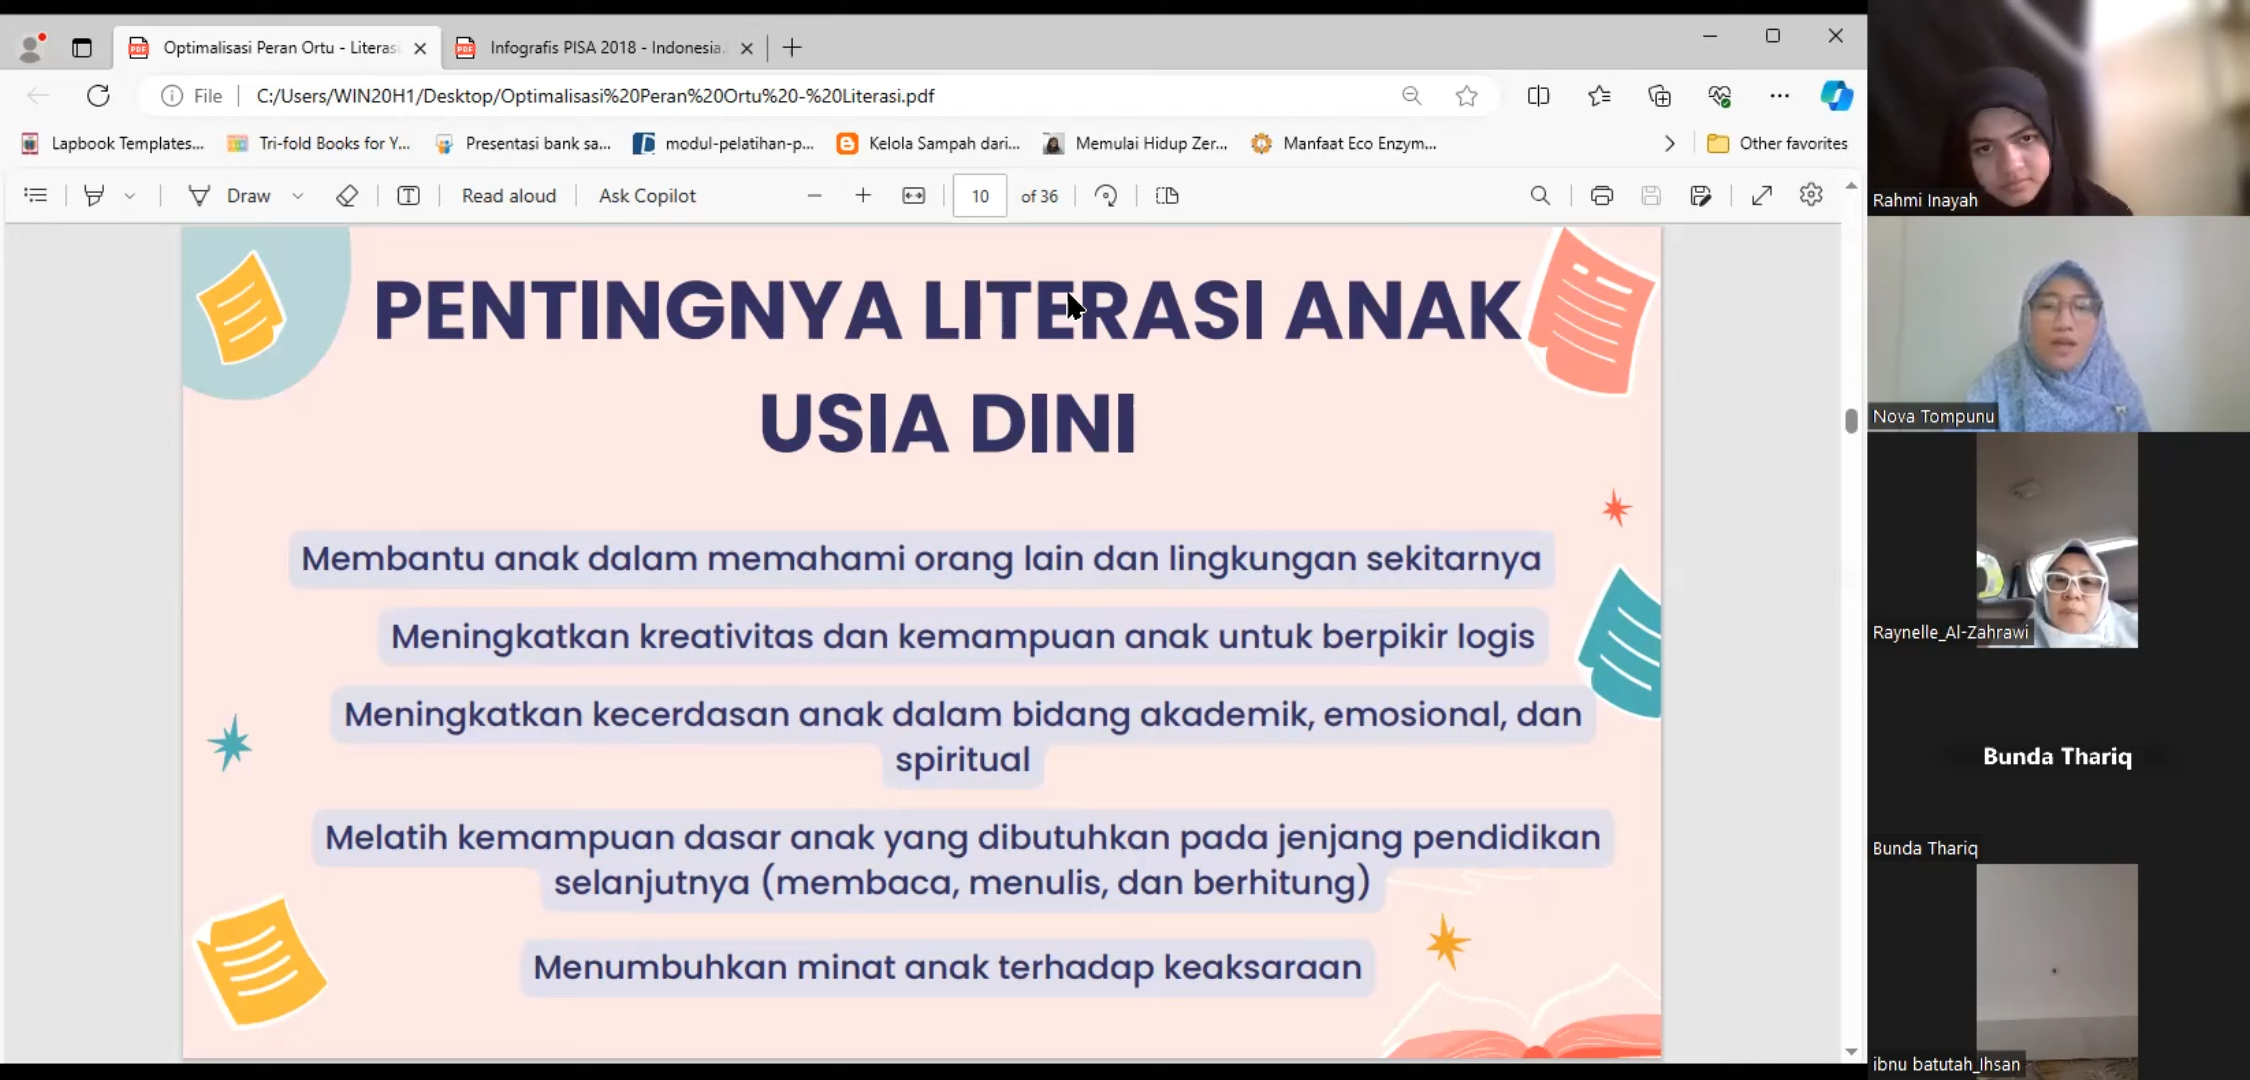 Optimalisasi Peran Ortu - Literas
Infografis PISA 2018 - Indonesia.
File
C:/Users/WIN20H1/Desktop/Optimalisasi%20Peran%20Ortu%20-%20Literasi.pdf
Lapbook Templates...
Tri-fold Books for Y...
Presentasi bank sa...
modul-pelatihan-p...
Kelola Sampah dari...
Memulai Hidup Zer...
Manfaat Eco Enzym...
Other favorites
Draw
Read aloud
Ask Copilot
10
of 36
PENTINGNYA LITERASI ANAK
USIA DINI
Membantu anak dalam memahami orang lain dan lingkungan sekitarnya
Meningkatkan kreativitas dan kemampuan anak untuk berpikir logis
Meningkatkan kecerdasan anak dalam bidang akademik, emosional, dan
spiritual
Melatih kemampuan dasar anak yang dibutuhkan pada jenjang pendidikan
selanjutnya (membaca, menulis, dan berhitung)
Menumbuhkan minat anak terhadap keaksaraan
Rahmi Inayah
Nova Tompunu
Raynelle_Al-Zahrawi
Bunda Thariq
Bunda Thariq
ibnu batutah_Ihsan